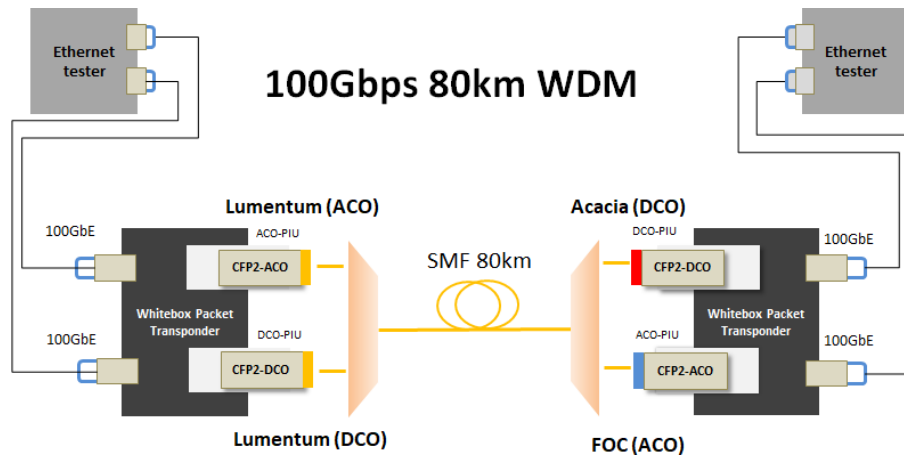 Ethernet
tester
Ethernet
tester
100Gbps 80km WDM
Lumentum (ACO)
Acacia (DCO)
ACO-PIU
DCO-PIU
100GbE
CFP2-ACO
SMF 80km
CFP2-DCO
100GbE
Whitebox Packet
Transponder
Whitebox Packet
Transponder
100GbE
DCO-PIU
ACO-PIU
100GbE
CFP2-DCO
CFP2-ACO
Lumentum (DCO)
FOC (ACO)